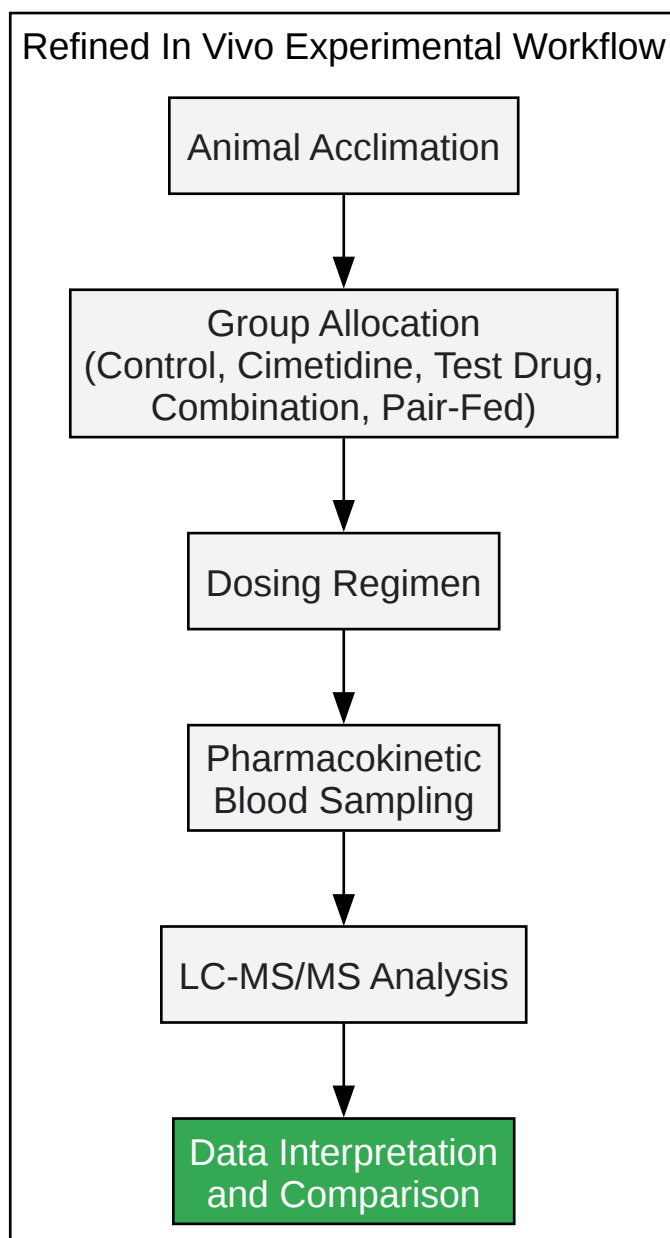 Refined In Vivo Experimental Workflow
Animal Acclimation
Group Allocation
(Control, Cimetidine, Test Drug,
Combination, Pair-Fed)
Dosing Regimen
Pharmacokinetic
Blood Sampling
LC-MS/MS Analysis
Data Interpretation
and Comparison